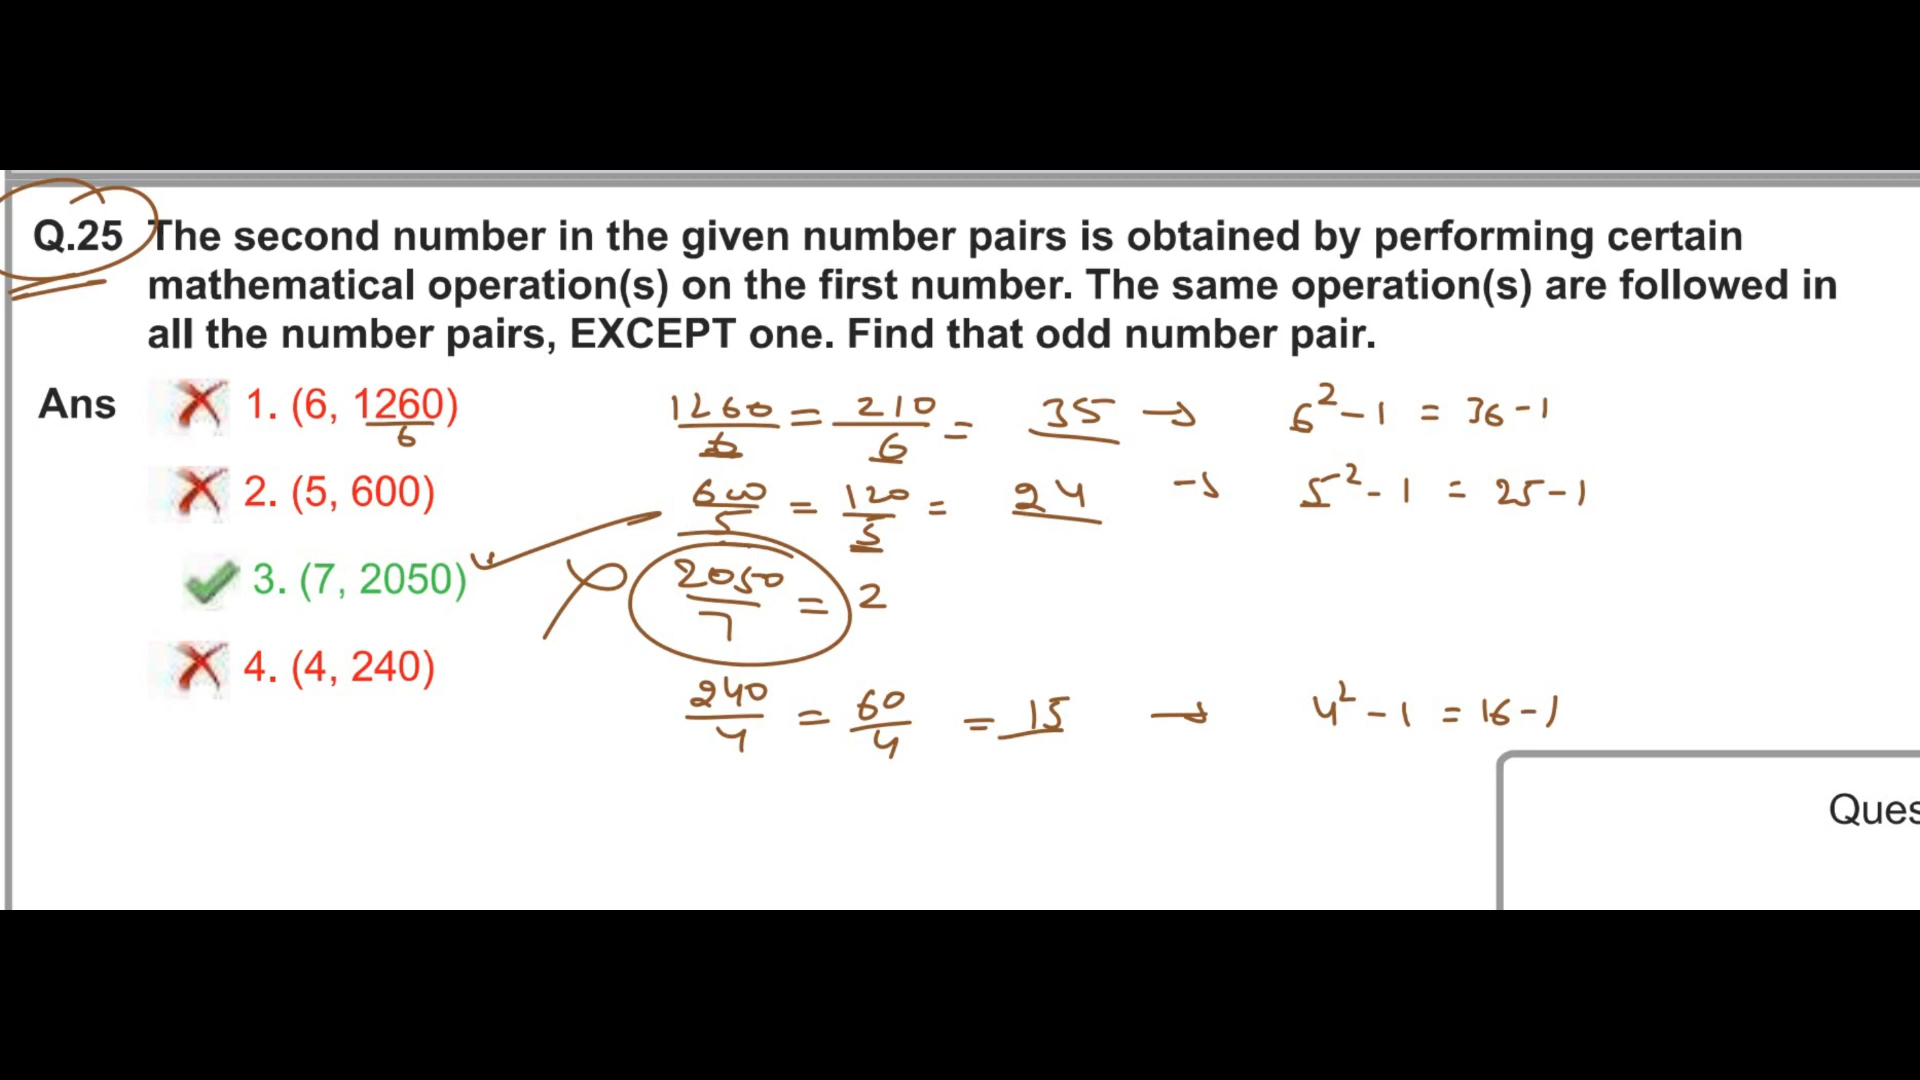 Q.25 The second number in the given number pairs is obtained by performing certain
mathematical operation(s) on the first number. The same operation(s) are followed in
all the number pairs, EXCEPT one. Find that odd number pair.
Ans 1. (6, 1260) 1260/6 = 210/6 = 35 → 6² - 1 = 36 - 1
6
2. (5, 600) 600/5 = 120/5 = 24 → 5² - 1 = 25 - 1
3. (7, 2050) 2050/7 = 2
4. (4, 240) 240/4 = 60/4 = 15 → 4² - 1 = 16 - 1
Ques